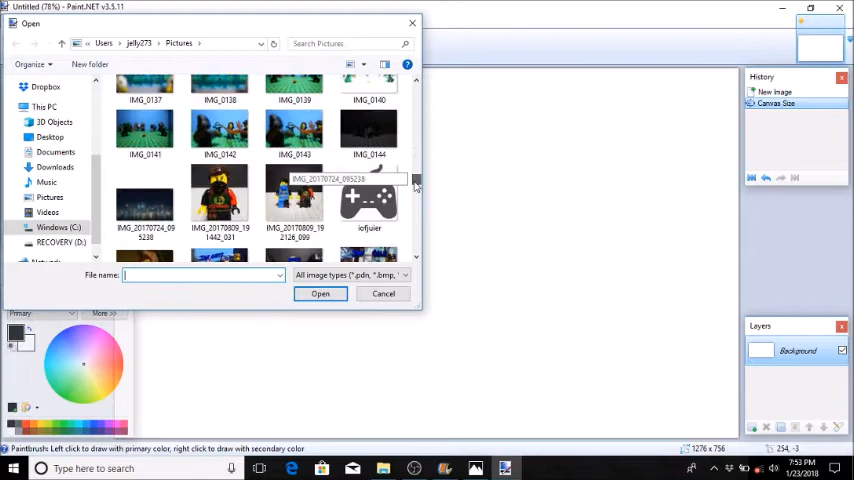 Untitled (78%) - Paint.NET v3.5.11
Open
Users > jelly273 > Pictures >
Search Pictures
Organize
New folder
Dropbox
This PC
3D Objects
Desktop
Documents
Downloads
Music
Pictures
Videos
Windows (C:)
RECOVERY (D:)
IMG_0137
IMG_0138
IMG_0139
IMG_0140
IMG_0141
IMG_0142
IMG_0143
IMG_0144
IMG_20170724_095238
IMG_20170724_09
5238
IMG_20170809_19
1442_031
IMG_20170809_19
2126_099
iofjuier
File name:
All image types (*.pdn, *.bmp, '
Open
Cancel
History
New Image
Canvas Size
Layers
Background
Primary
More >>
Paintbrush: Left click to draw with primary color, right click to draw with secondary color
1276 x 756
254, -3
Type here to search
7:53 PM
1/23/2018